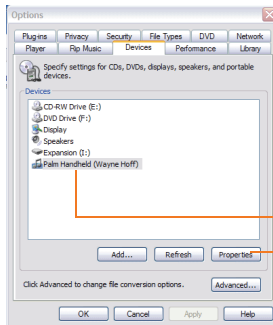 Options
Plug-ins Privacy Security File Types DVD Network
Player Rip Music Devices Performance Library
Specify settings for CDs, DVDs, displays, speakers, and portable
devices.
Devices
CD-RW Drive (E:)
DVD Drive (F:)
Display
Speakers
Expansion (I:)
Palm Handheld (Wayne Hoff)
Add... Refresh Properties
Click Advanced to change file conversion options. Advanced...
OK Cancel Apply Help